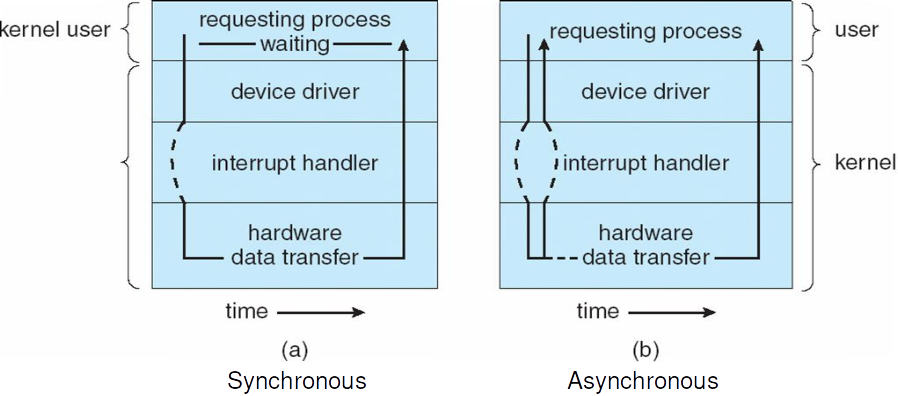 kernel user
requesting process
waiting
device driver
interrupt handler
hardware
data transfer
time
(a)
Synchronous
requesting process
device driver
interrupt handler
hardware
data transfer
user
kernel
time
(b)
Asynchronous